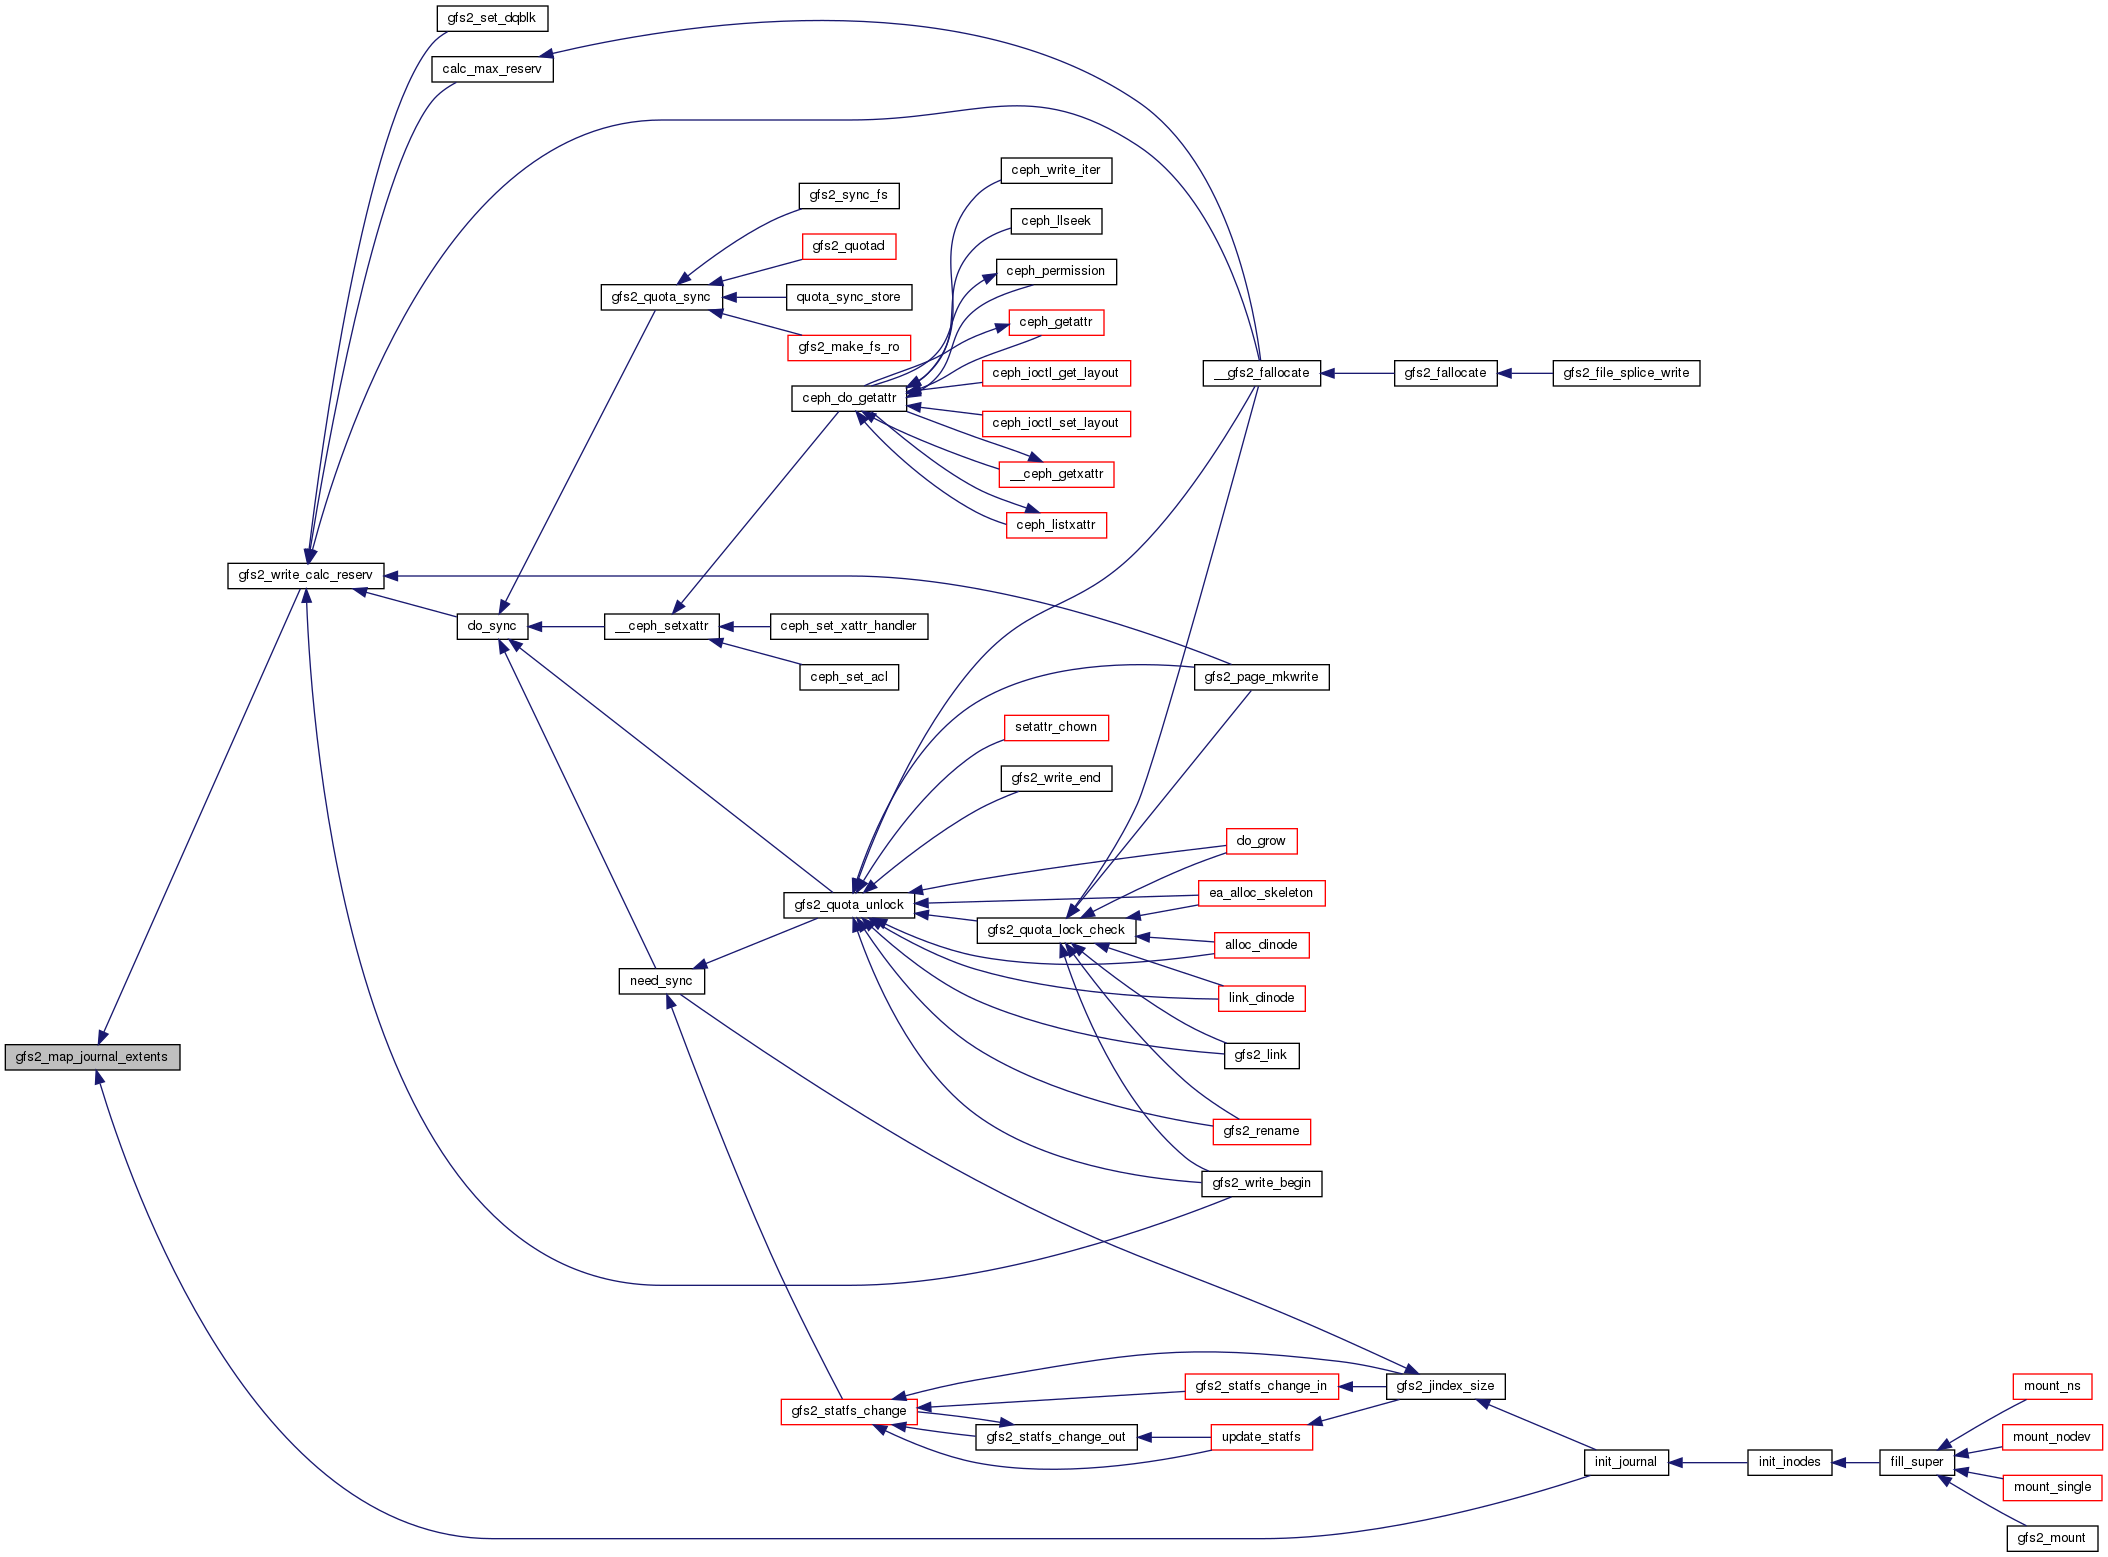 gfs2_set_dqblk
calc_max_reserv
ceph_write_iter
gfs2_sync_fs
ceph_llseek
gfs2_quotad
ceph_permission
gfs2_quota_sync
quota_sync_store
ceph_getattr
gfs2_make_fs_ro
ceph_ioctl_get_layout
__gfs2_fallocate
gfs2_fallocate
gfs2_file_splice_write
ceph_do_getattr
ceph_ioctl_set_layout
__ceph_getxattr
ceph_listxattr
gfs2_write_calc_reserv
do_sync
__ceph_setxattr
ceph_set_xattr_handler
ceph_set_acl
gfs2_page_mkwrite
setattr_chown
gfs2_write_end
do_grow
ea_alloc_skeleton
gfs2_quota_unlock
gfs2_quota_lock_check
alloc_dinode
need_sync
link_dinode
gfs2_map_journal_extents
gfs2_link
gfs2_rename
gfs2_write_begin
gfs2_statfs_change_in
gfs2_jindex_size
mount_ns
gfs2_statfs_change
gfs2_statfs_change_out
update_statfs
mount_nodev
init_journal
init_inodes
fill_super
mount_single
gfs2_mount